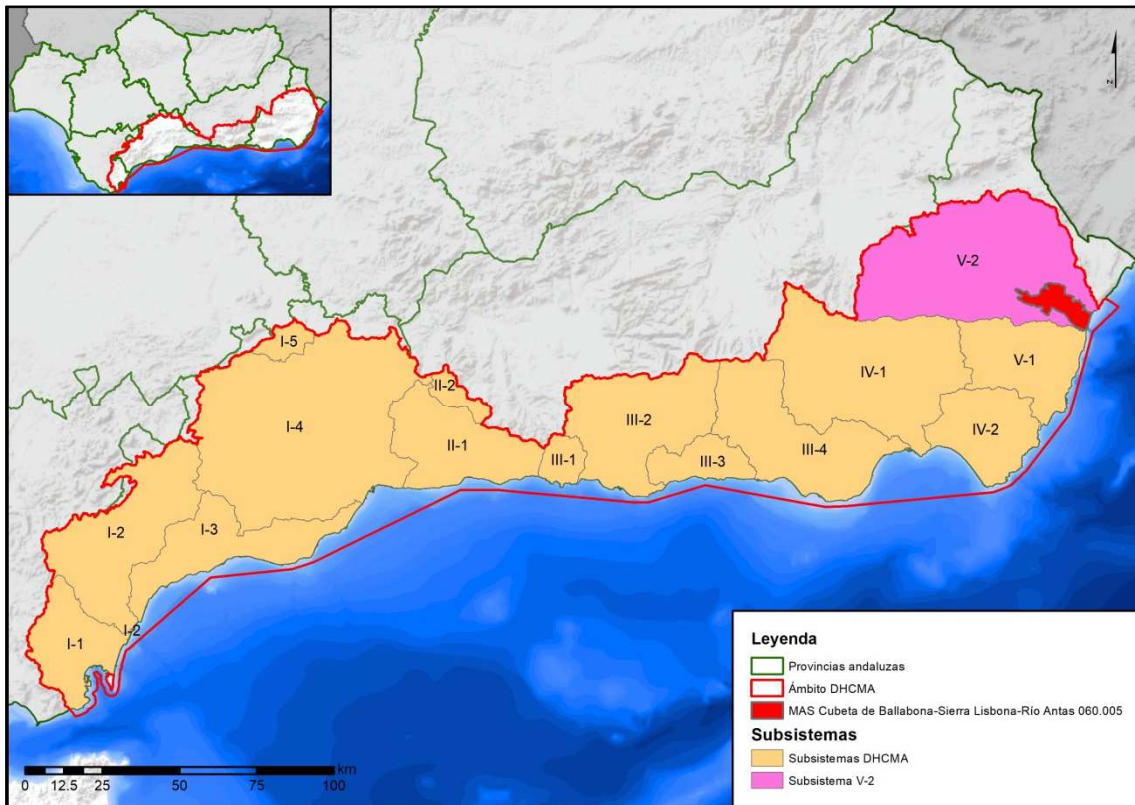 N
V-2
I-5
II-2
IV-1
V-1
I-4
III-2
IV-2
II-1
III-1
III-3
III-4
I-2
I-3
I-1
I-2
km
0 12.5 25 50 75 100
Leyenda
Provincias andaluzas
Ámbito DHCMA
MAS Cubeta de Ballabona-Sierra Lisbona-Río Antas 060.005
Subsistemas
Subsistemas DHCMA
Subsistema V-2